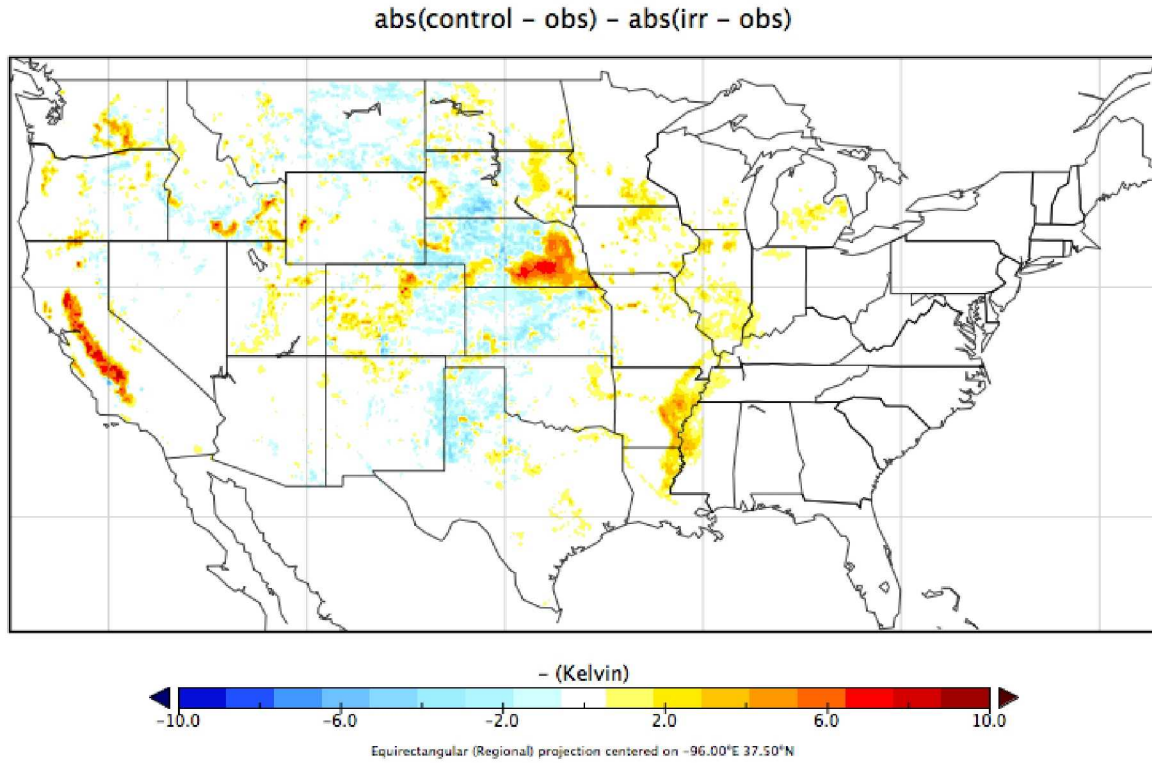 abs(control – obs) – abs(irr – obs)
– (Kelvin)
-10.0 -6.0 -2.0 2.0 6.0 10.0
Equirectangular (Regional) projection centered on -96.00°E 37.50°N